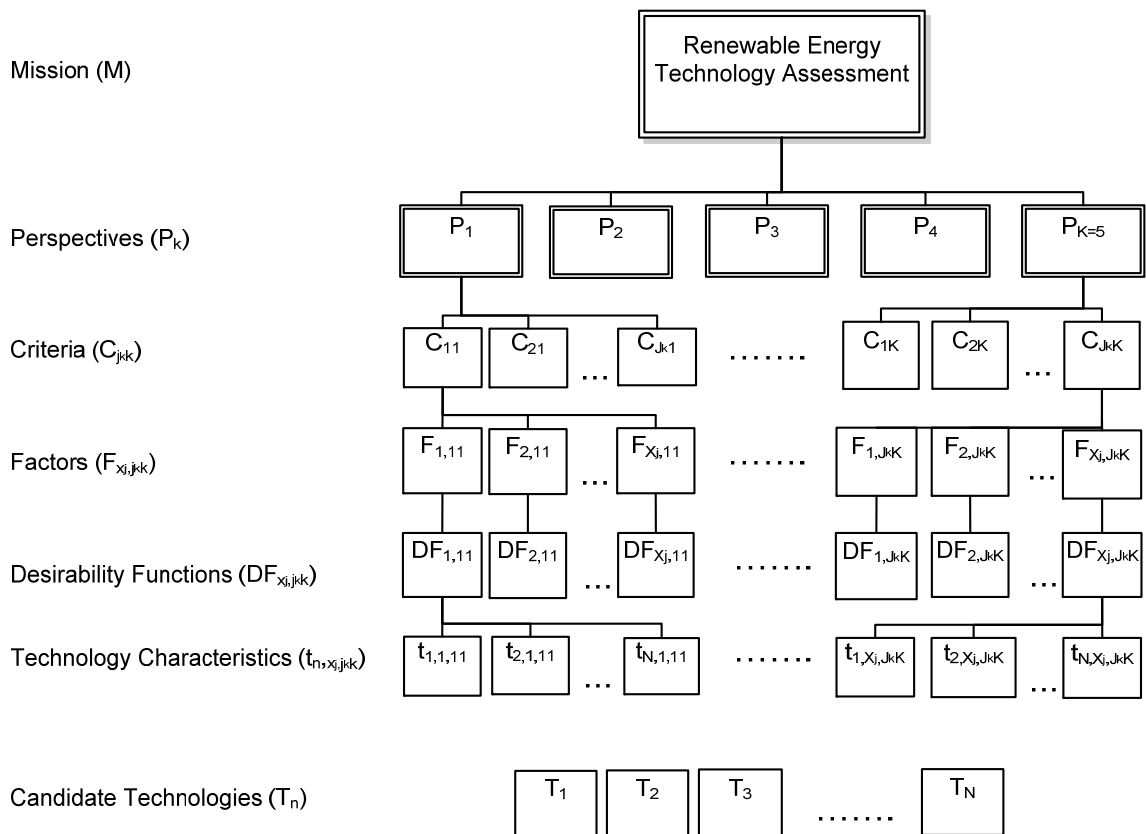 Renewable Energy
Technology Assessment
Mission (M)
Perspectives (Pk)
P1 P2 P3 P4 PK=5
Criteria (Cjkk)
C11 C21 ... CJk1 ....... C1K C2K ... CJkK
Factors (Fxj,jkk)
F1,11 F2,11 ... FXj,11 ....... F1,JkK F2,JkK ... FXj,JkK
Desirability Functions (DFxj,jkk)
DF1,11 DF2,11 ... DFXj,11 ....... DF1,JkK DF2,JkK ... DFXj,JkK
Technology Characteristics (tn,xj,jkk)
t1,1,11 t2,1,11 ... tN,1,11 ....... t1,Xj,JkK t2,Xj,JkK ... tN,Xj,JkK
Candidate Technologies (Tn)
T1 T2 T3 ....... TN